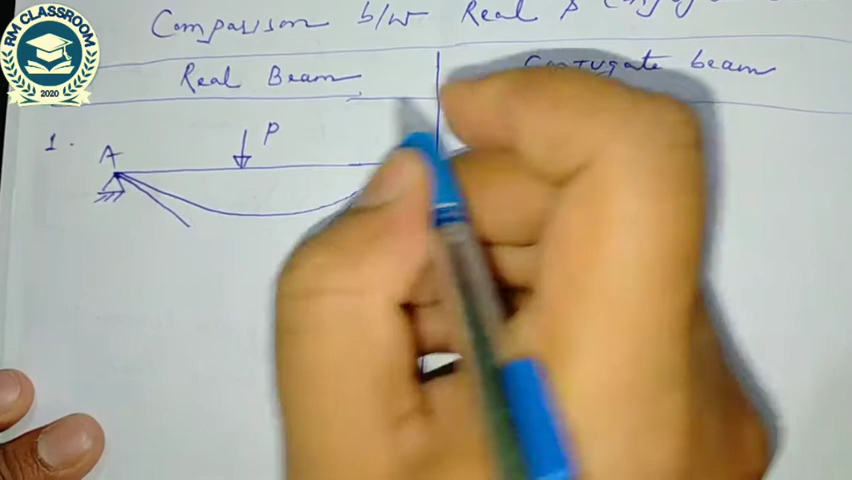 RM CLASSROOM
2020
Comparison b/w Real &
Real Beam
Conjugate beam
1.
P
A